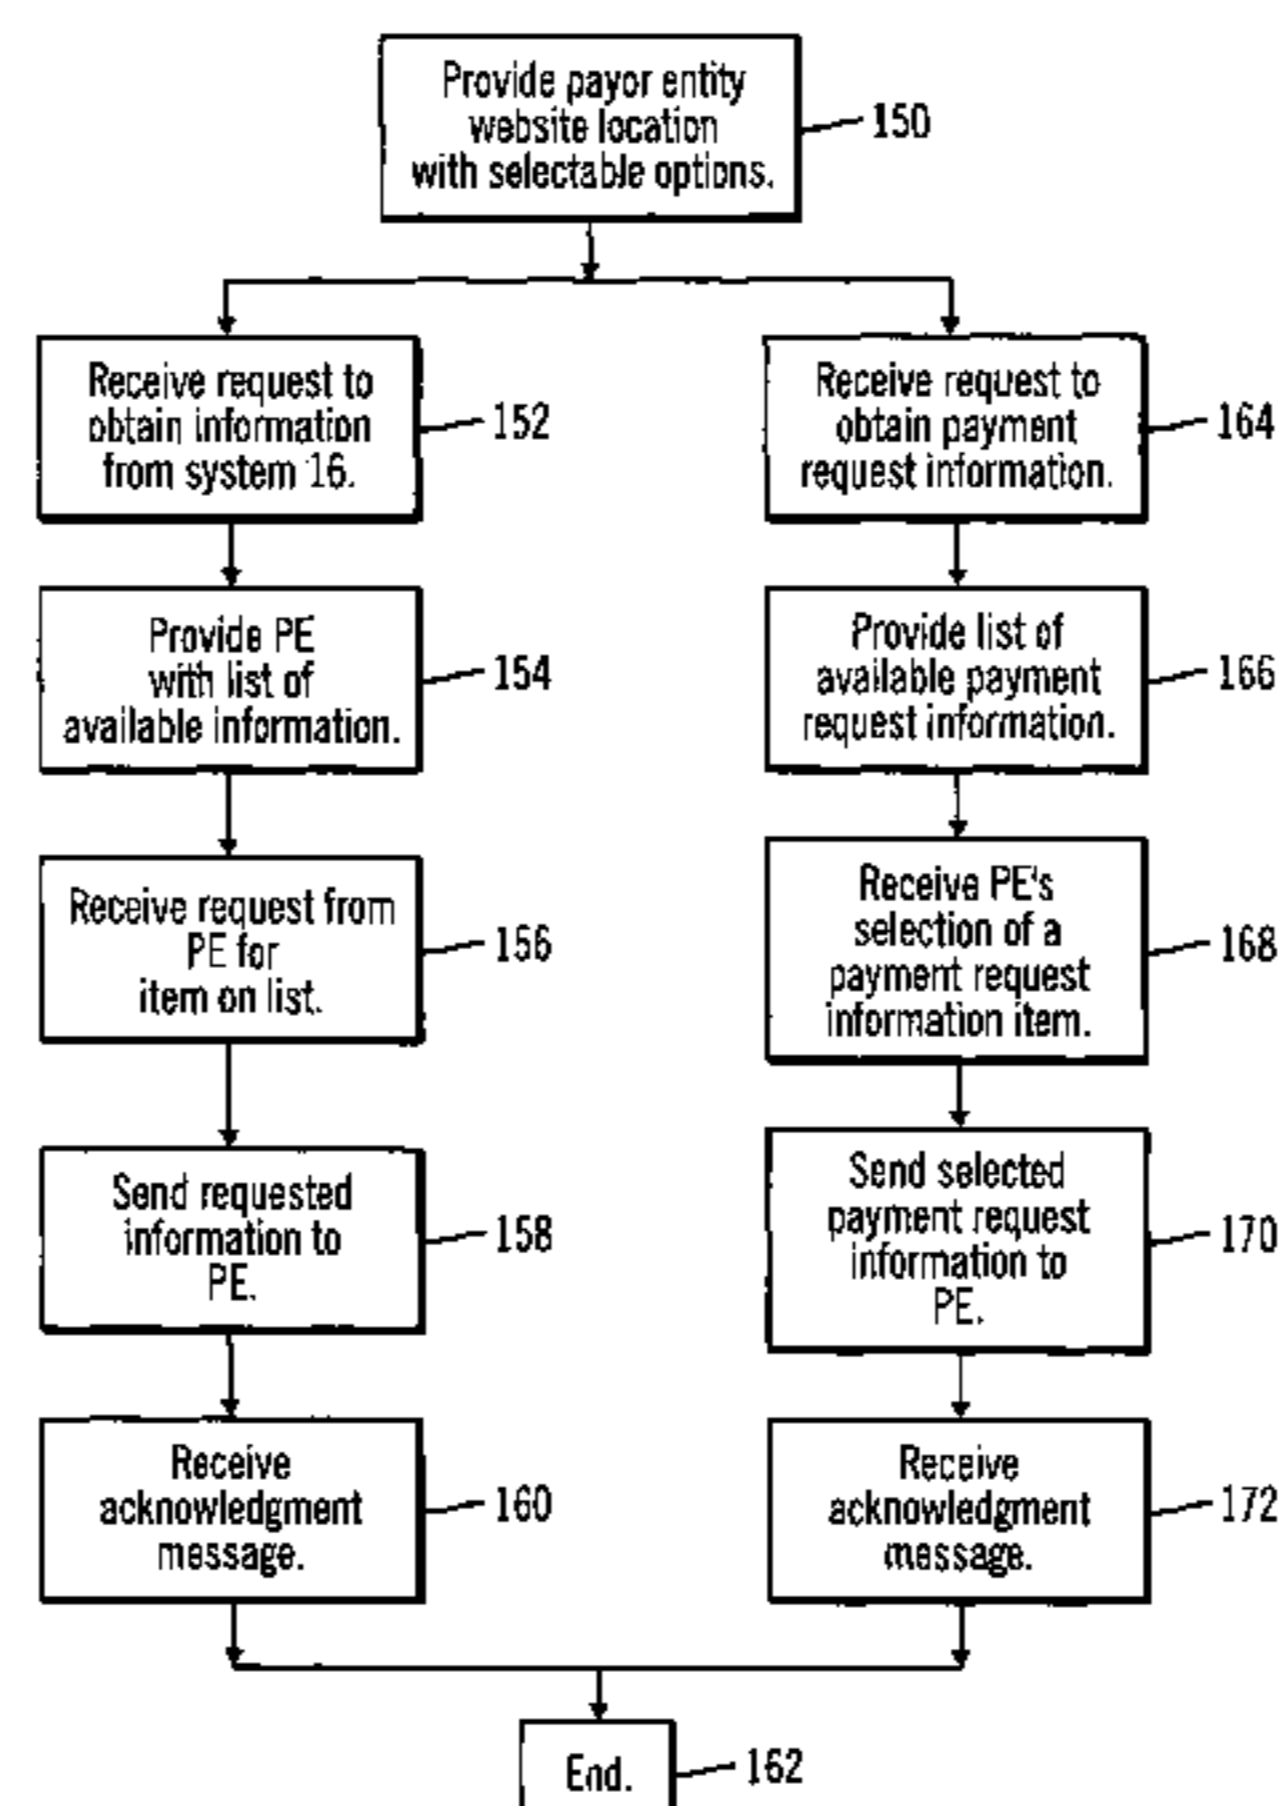 Provide payor entity
website location
with selectable options.
150
Receive request to
obtain information
from system 16.
152
Provide PE
with list of
available information.
154
Receive request from
PE for
item on list.
156
Send requested
information to
PE.
158
Receive
acknowledgment
message.
160
Receive request to
obtain payment
request information.
164
Provide list of
available payment
request information.
166
Receive PE's
selection of a
payment request
information item.
168
Send selected
payment request
information to
PE.
170
Receive
acknowledgment
message.
172
End.
162